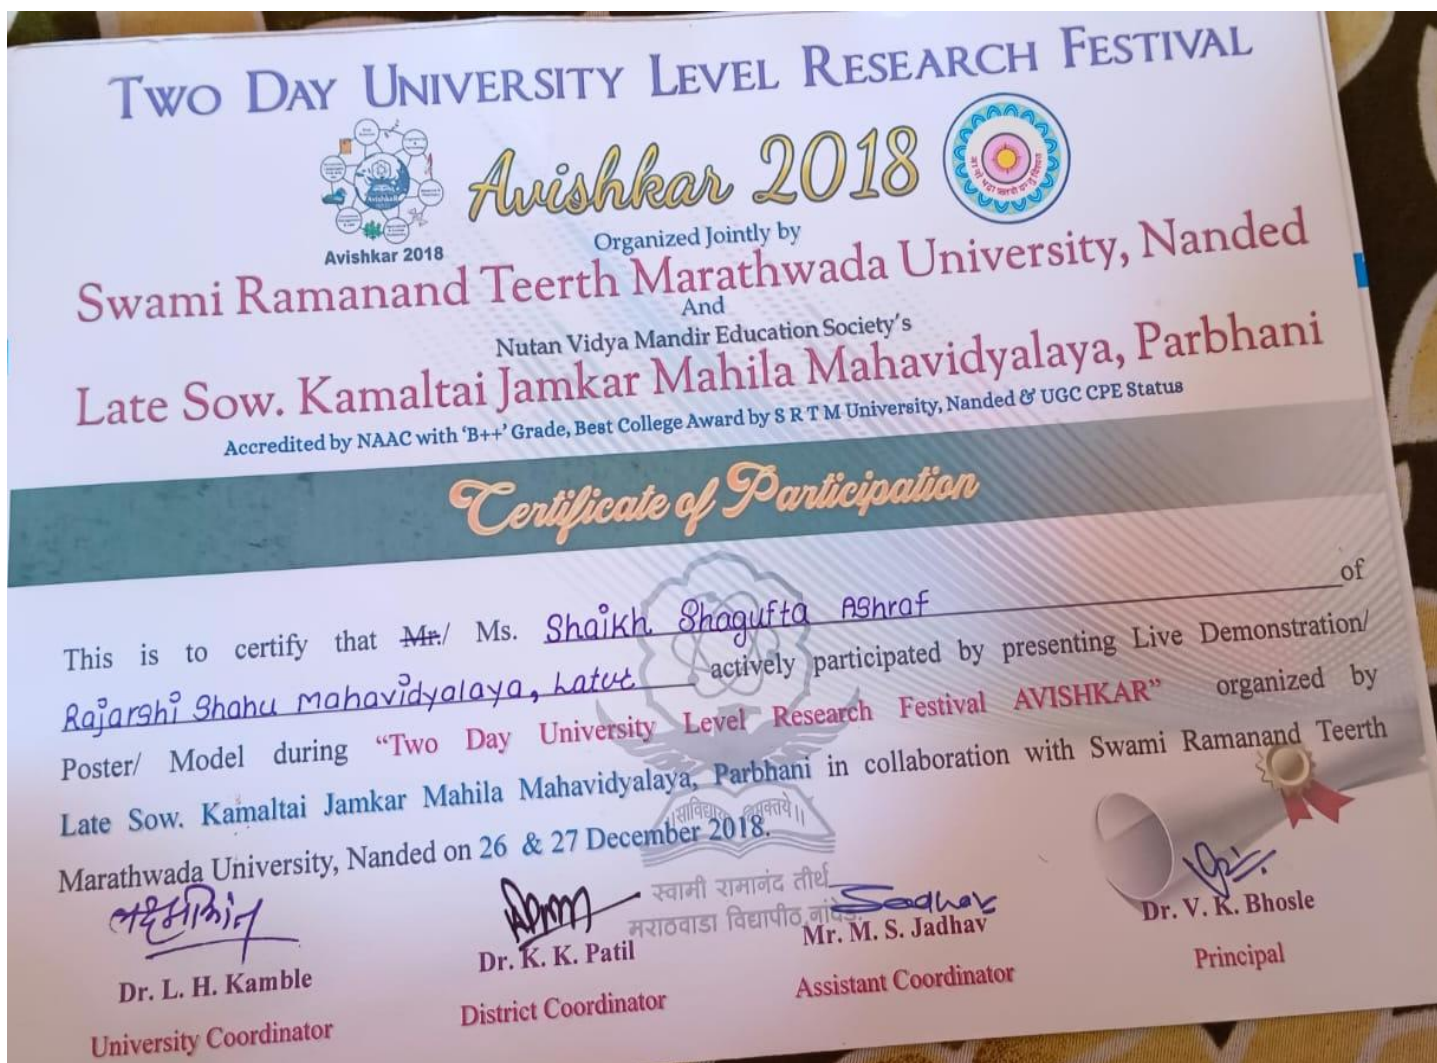 TWO DAY UNIVERSITY LEVEL RESEARCH FESTIVAL
Avishkar 2018
Avishkar 2018
Organized Jointly by
Swami Ramanand Teerth Marathwada University, Nanded
And
Nutan Vidya Mandir Education Society's
Late Sow. Kamaltai Jamkar Mahila Mahavidyalaya, Parbhani
Accredited by NAAC with 'B++' Grade, Best College Award by S R T M University, Nanded & UGC CPE Status
Certificate of Participation
This is to certify that Mr./ Ms. Shaikh Shagufta AShraf of
Rajarshi Shahu Mahavidyalaya, Latur actively participated by presenting Live Demonstration/
Poster/ Model during “Two Day University Level Research Festival AVISHKAR” organized by
Late Sow. Kamaltai Jamkar Mahila Mahavidyalaya, Parbhani in collaboration with Swami Ramanand Teerth
Marathwada University, Nanded on 26 & 27 December 2018.
स्वामी रामानंद तीर्थ
मराठवाडा विद्यापीठ, नांदेड.
Dr. L. H. Kamble
University Coordinator
Dr. K. K. Patil
District Coordinator
Mr. M. S. Jadhav
Assistant Coordinator
Dr. V. K. Bhosle
Principal